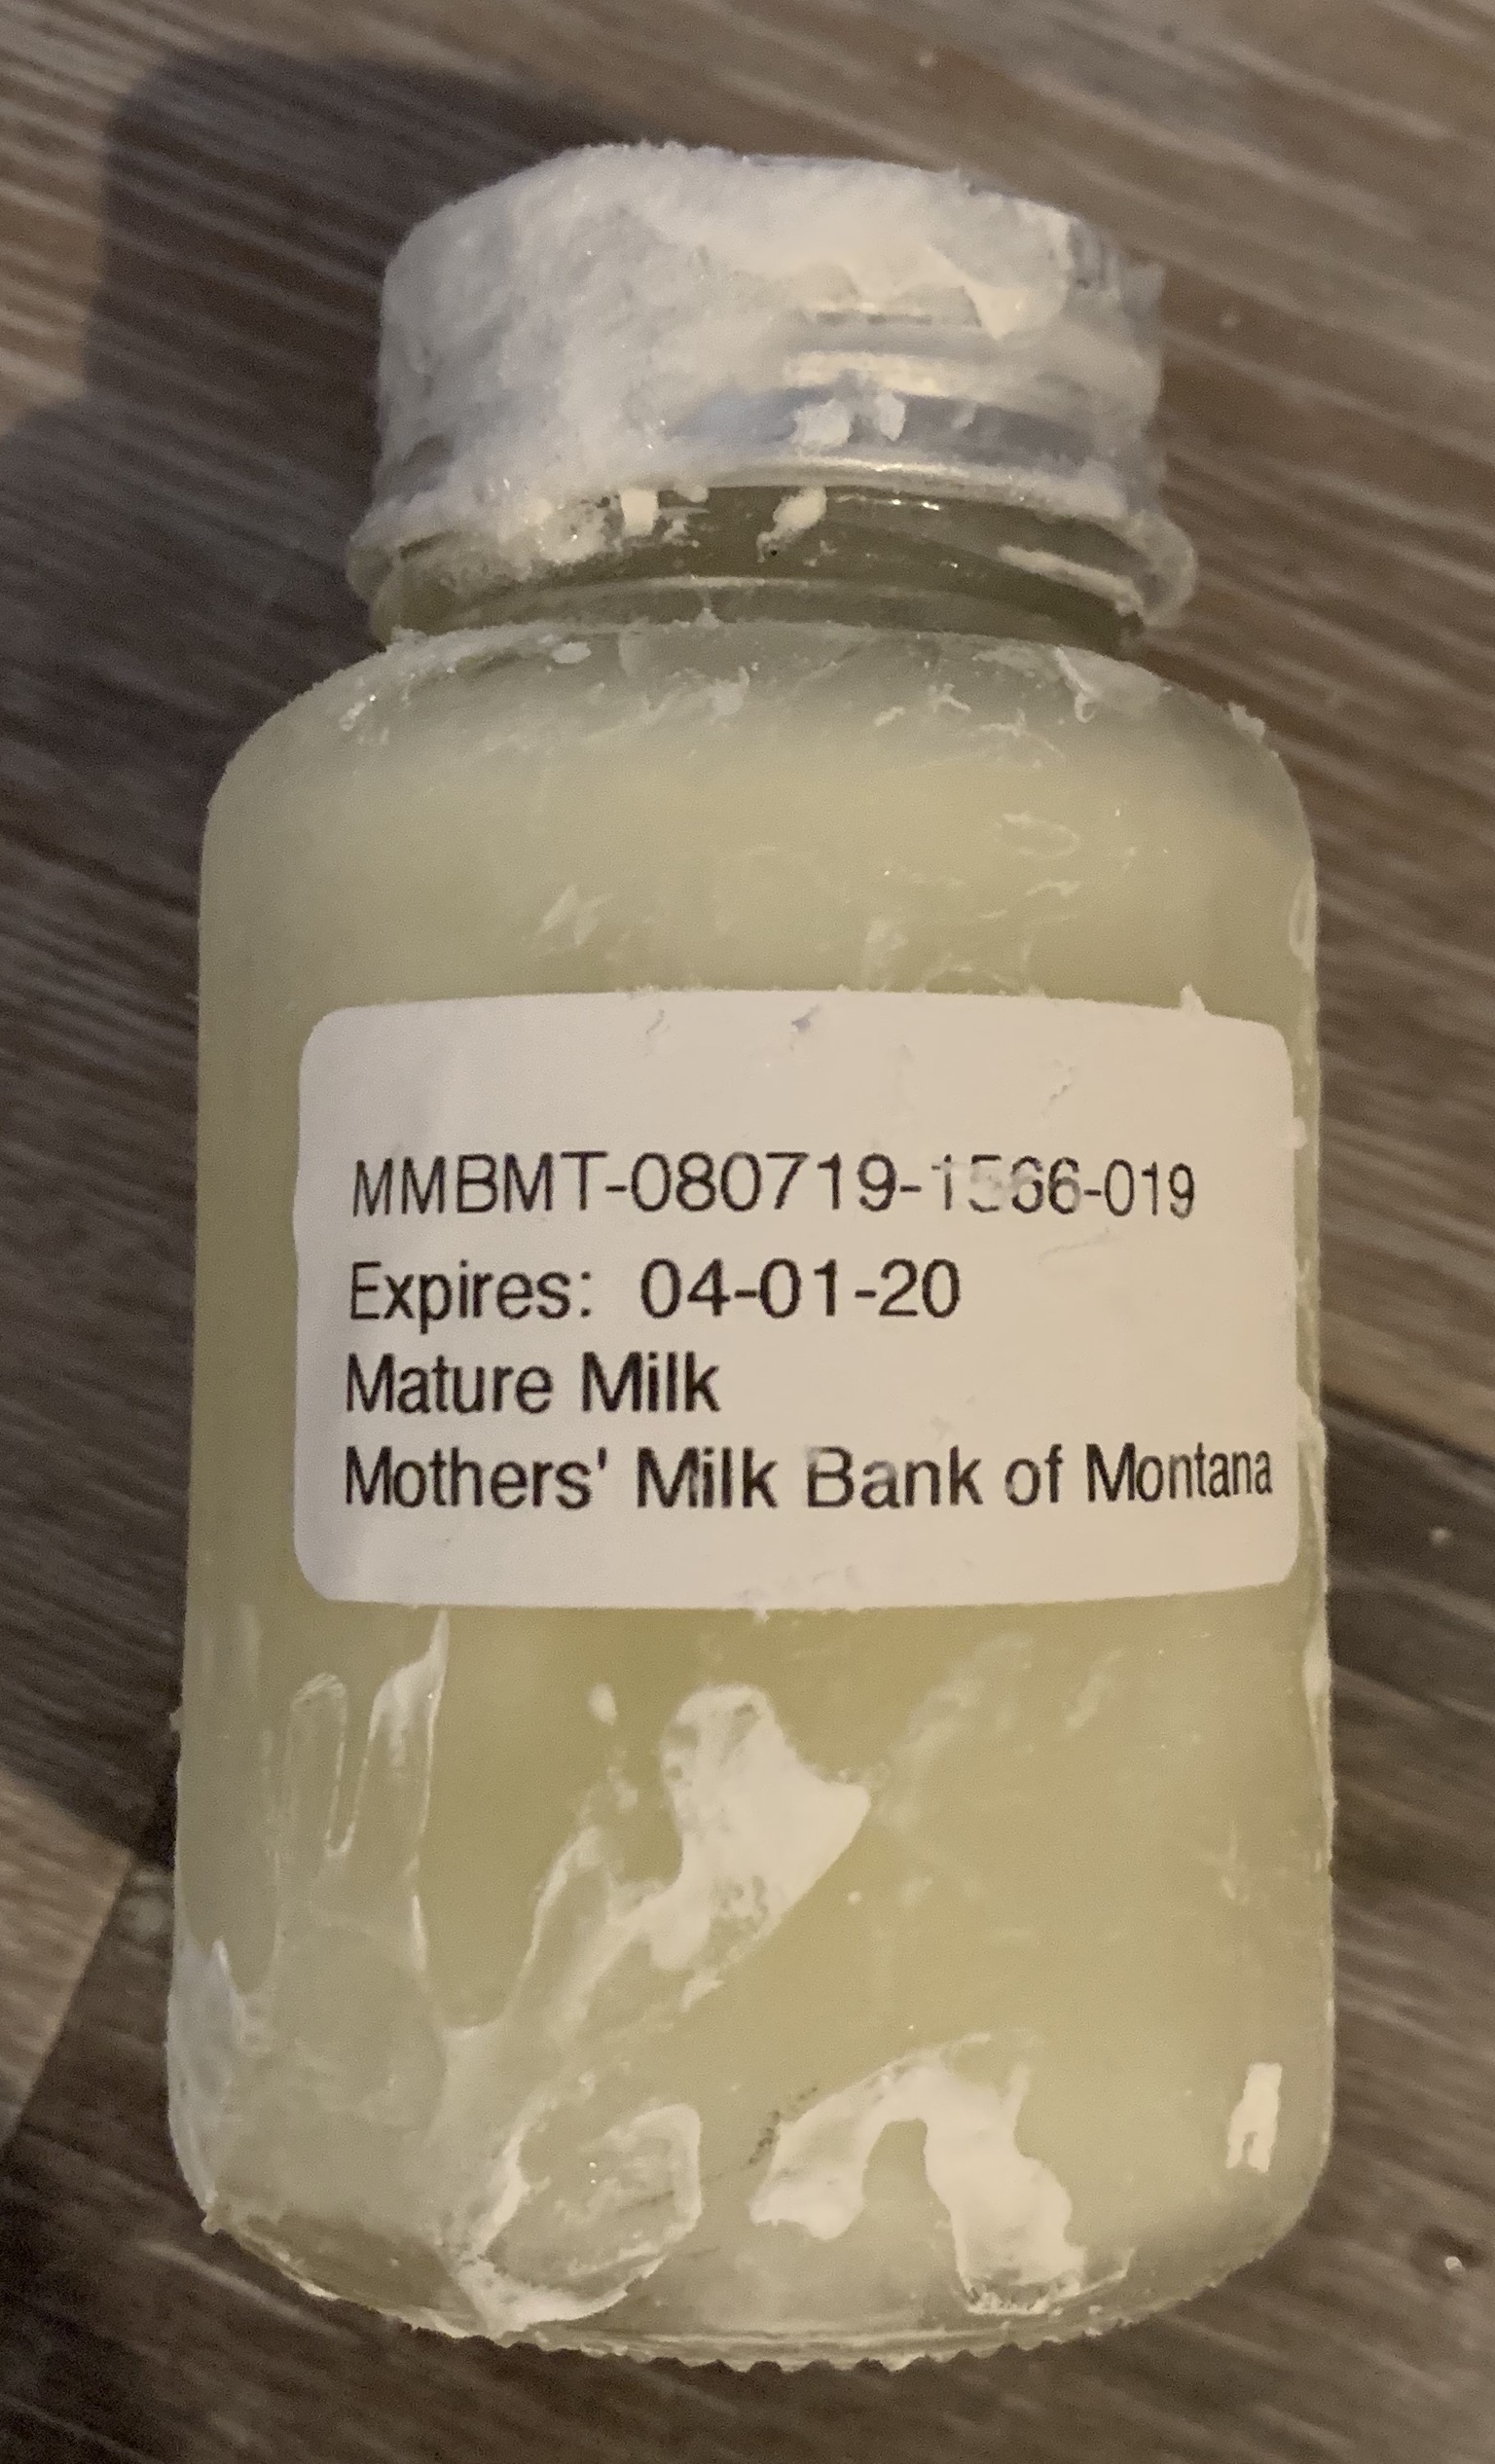 MMBMT-080719-1566-019
Expires: 04-01-20
Mature Milk
Mothers' Milk Bank of Montana